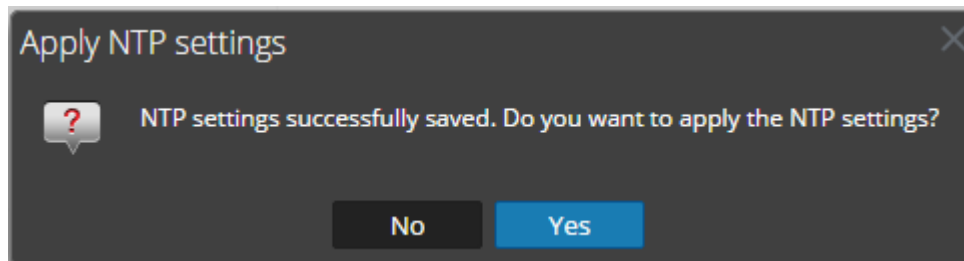 Apply NTP settings
?
NTP settings successfully saved. Do you want to apply the NTP settings?
No
Yes